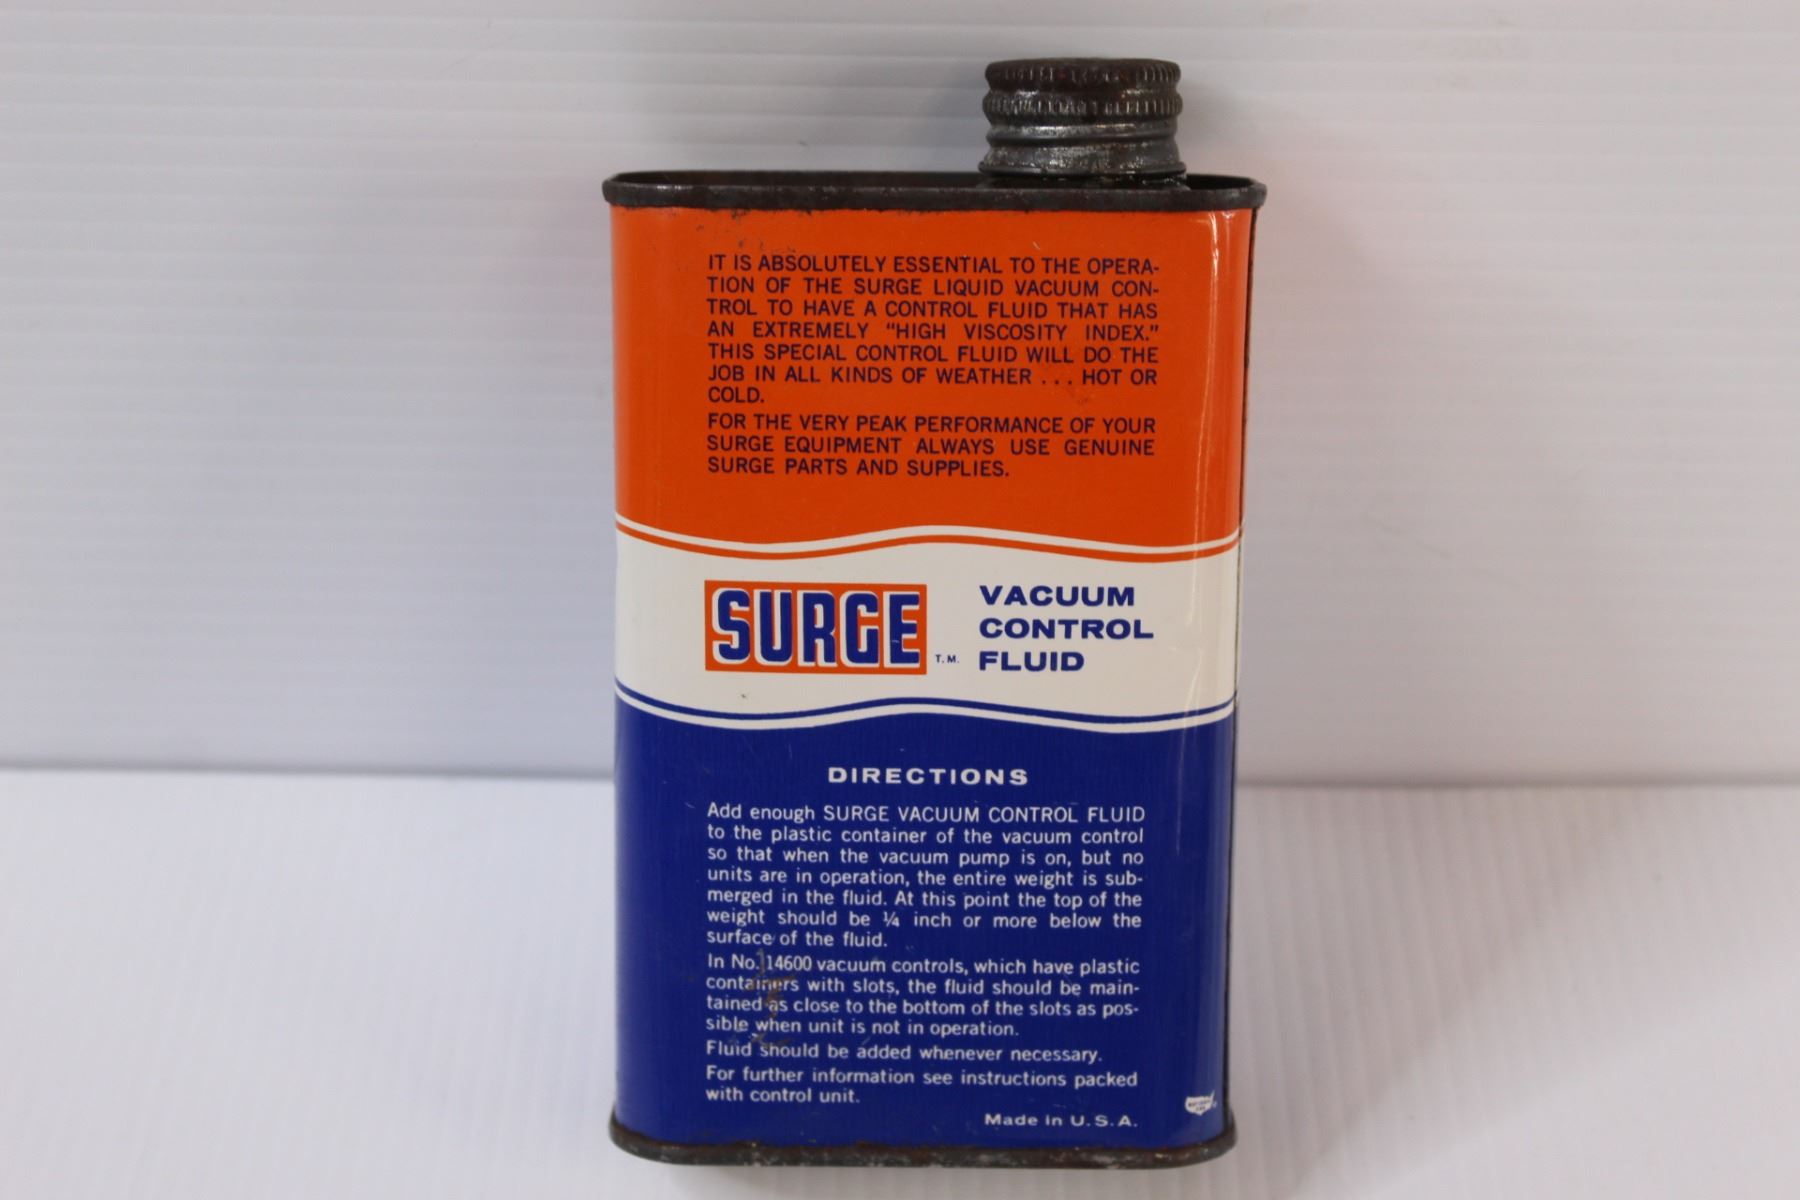 IT IS ABSOLUTELY ESSENTIAL TO THE OPERA-
TION OF THE SURGE LIQUID VACUUM CON-
TROL TO HAVE A CONTROL FLUID THAT HAS
AN EXTREMELY “HIGH VISCOSITY INDEX.”
THIS SPECIAL CONTROL FLUID WILL DO THE
JOB IN ALL KINDS OF WEATHER . . . HOT OR
COLD.
FOR THE VERY PEAK PERFORMANCE OF YOUR
SURGE EQUIPMENT ALWAYS USE GENUINE
SURGE PARTS AND SUPPLIES.
SURGE T.M.
VACUUM
CONTROL
FLUID
DIRECTIONS
Add enough SURGE VACUUM CONTROL FLUID
to the plastic container of the vacuum control
so that when the vacuum pump is on, but no
units are in operation, the entire weight is sub-
merged in the fluid. At this point the top of the
weight should be ¼ inch or more below the
surface of the fluid.
In No. 14600 vacuum controls, which have plastic
containers with slots, the fluid should be main-
tained as close to the bottom of the slots as pos-
sible when unit is not in operation.
Fluid should be added whenever necessary.
For further information see instructions packed
with control unit.
Made in U.S.A.